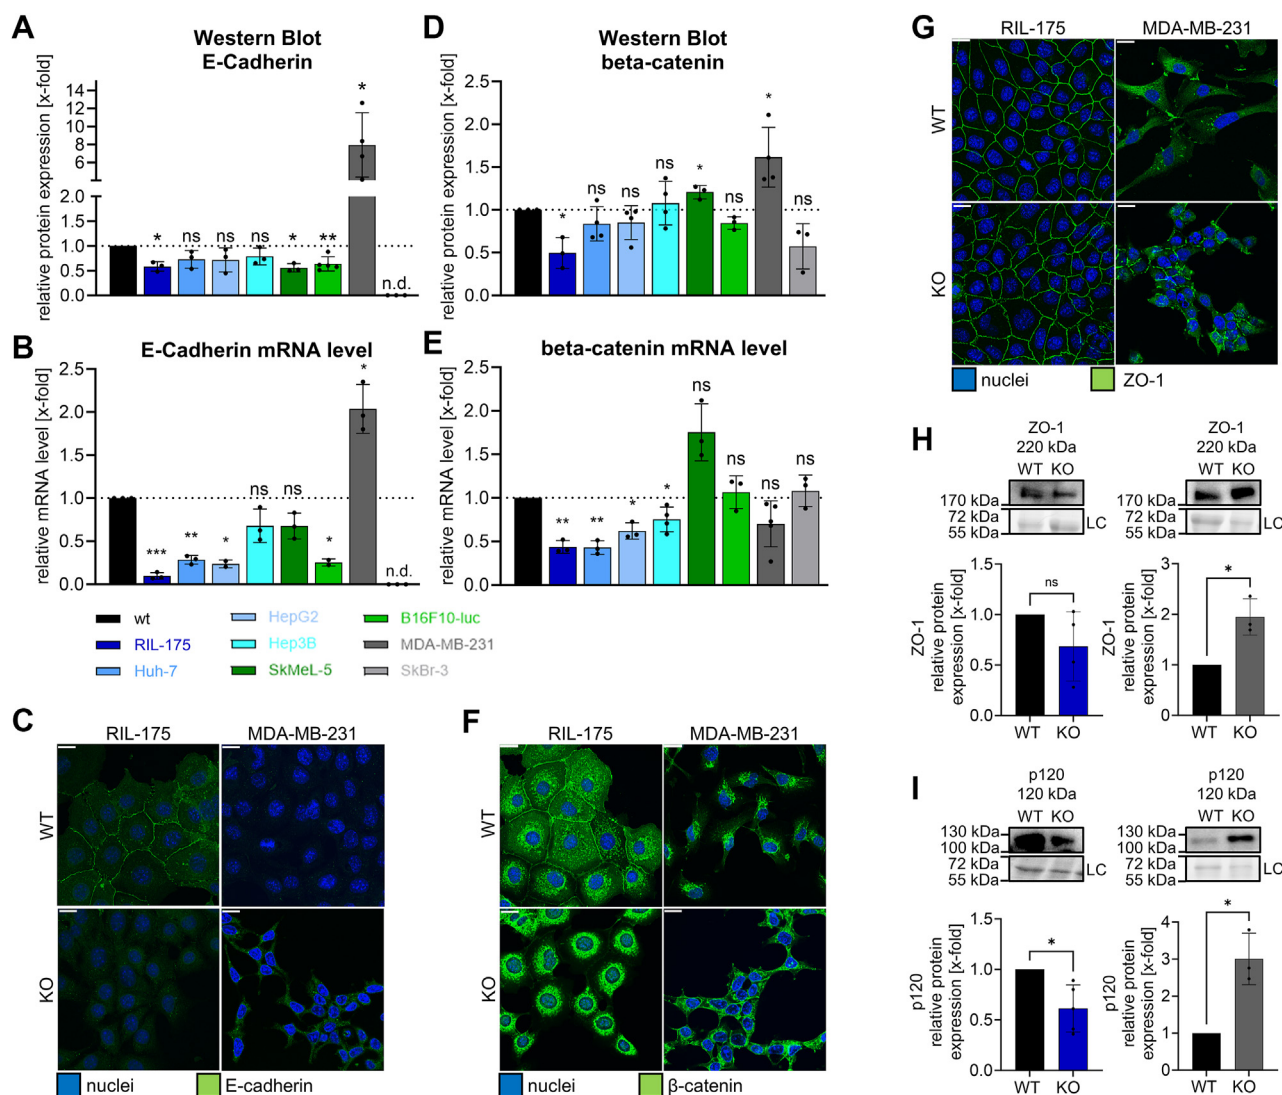 A
Western Blot
E-Cadherin
relative protein expression [x-fold]
14
12
10
8
6
2.0
1.5
1.0
0.5
0.0
*
ns
ns
ns
*
**
*
n.d.
B
E-Cadherin mRNA level
relative mRNA level [x-fold]
2.5
2.0
1.5
1.0
0.5
0.0
***
**
*
ns
ns
*
*
n.d.
wt
RIL-175
Huh-7
HepG2
Hep3B
SkMeL-5
B16F10-luc
MDA-MB-231
SkBr-3
C
RIL-175
MDA-MB-231
WT
KO
nuclei
E-cadherin
D
Western Blot
beta-catenin
relative protein expression [x-fold]
2.5
2.0
1.5
1.0
0.5
0.0
*
ns
ns
ns
*
ns
*
ns
E
beta-catenin mRNA level
relative mRNA level [x-fold]
2.5
2.0
1.5
1.0
0.5
0.0
**
**
*
*
ns
ns
ns
ns
F
RIL-175
MDA-MB-231
WT
KO
nuclei
β-catenin
G
RIL-175
MDA-MB-231
WT
KO
nuclei
ZO-1
H
ZO-1
220 kDa
WT KO
170 kDa
72 kDa
55 kDa
LC
ZO-1
relative protein
expression [x-fold]
1.5
1.0
0.5
0.0
ns
WT KO
ZO-1
220 kDa
WT KO
170 kDa
72 kDa
55 kDa
LC
ZO-1
relative protein
expression [x-fold]
3
2
1
0
*
WT KO
I
p120
120 kDa
WT KO
130 kDa
100 kDa
72 kDa
55 kDa
LC
p120
relative protein
expression [x-fold]
1.5
1.0
0.5
0.0
*
WT KO
p120
120 kDa
WT KO
130 kDa
100 kDa
72 kDa
55 kDa
LC
p120
relative protein
expression [x-fold]
4
3
2
1
0
*
WT KO